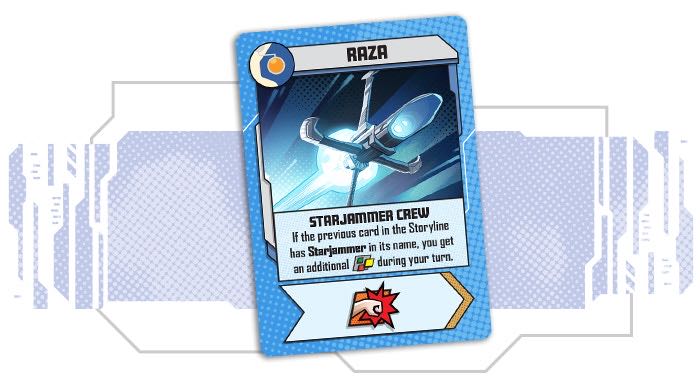 RAZA
STARJAMMER CREW
If the previous card in the Storyline
has Starjammer in its name, you get
an additional during your turn.